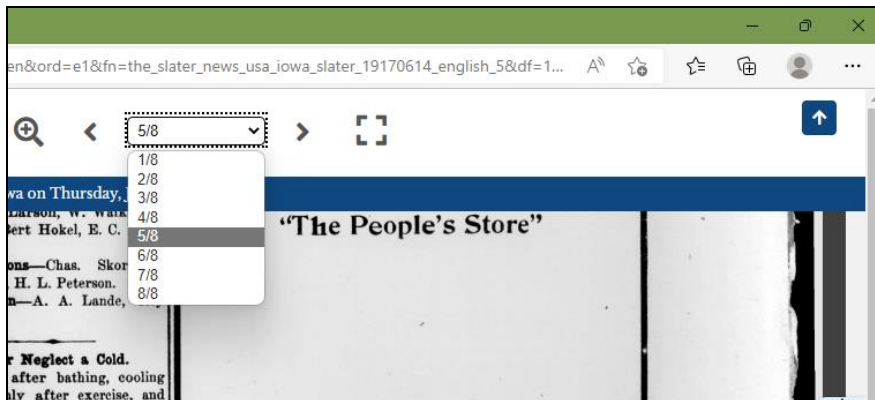 en&ord=e1&fn=the_slater_news_usa_iowa_slater_19170614_english_5&df=1...
5/8
1/8
2/8
3/8
4/8
5/8
6/8
7/8
8/8
wa on Thursday,
Larson, W. Walk
Bert Hokel, E. C.
ons—Chas. Skor
H. L. Peterson.
n—A. A. Lande,
"The People's Store"
r Neglect a Cold.
after bathing, cooling
ly after exercise, and